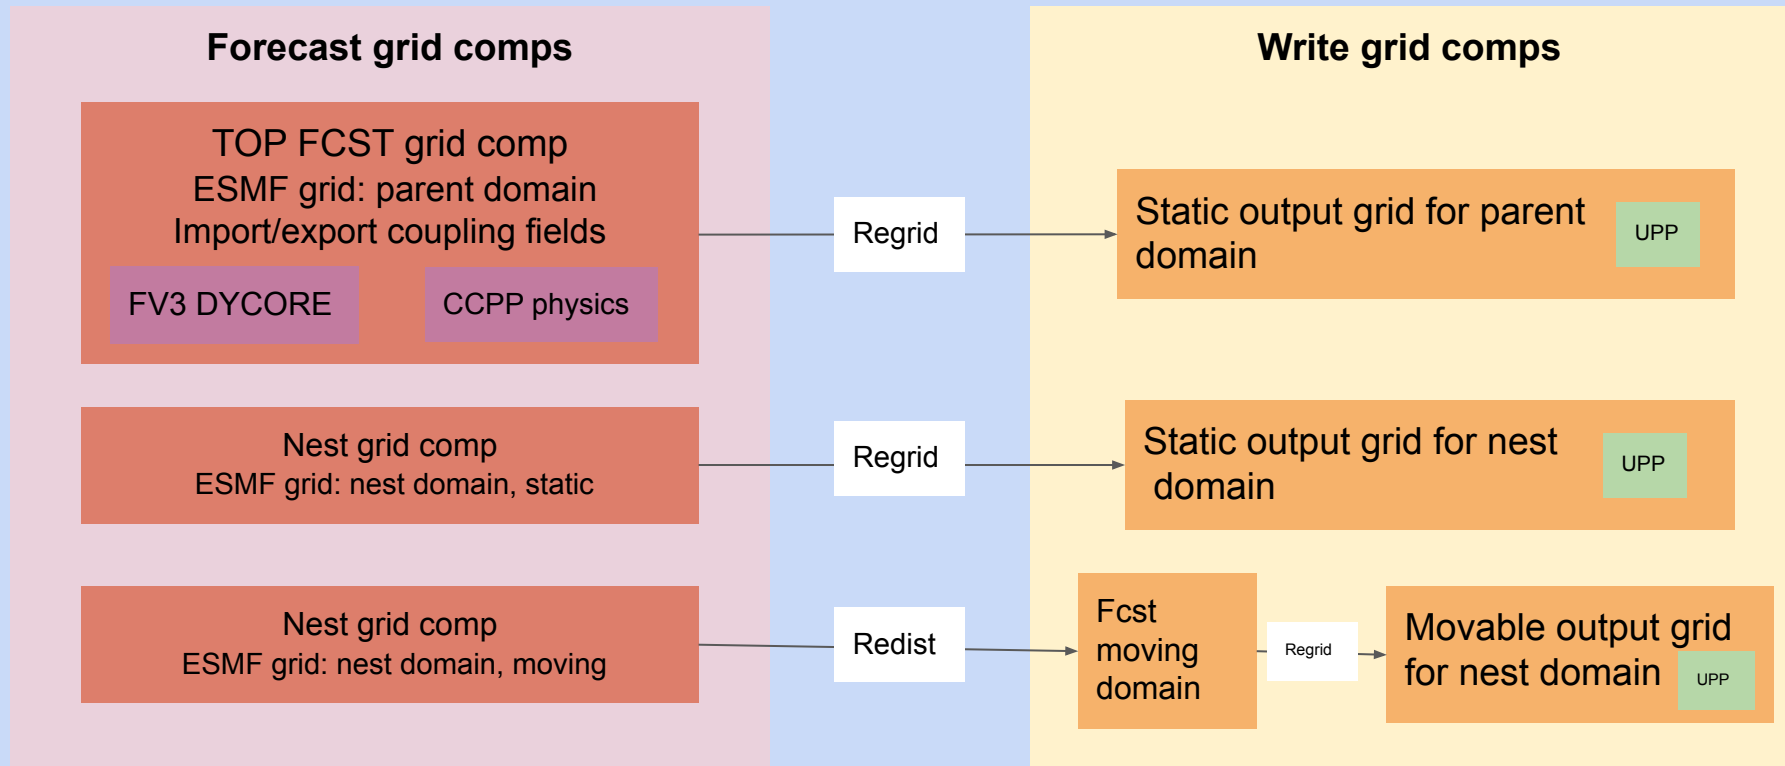 Forecast grid comps
TOP FCST grid comp
ESMF grid: parent domain
Import/export coupling fields
FV3 DYCORE
CCPP physics
Nest grid comp
ESMF grid: nest domain, static
Nest grid comp
ESMF grid: nest domain, moving
Regrid
Regrid
Redist
Write grid comps
Static output grid for parent
domain
UPP
Static output grid for nest
domain
UPP
Fcst
moving
domain
Regrid
Movable output grid
for nest domain
UPP